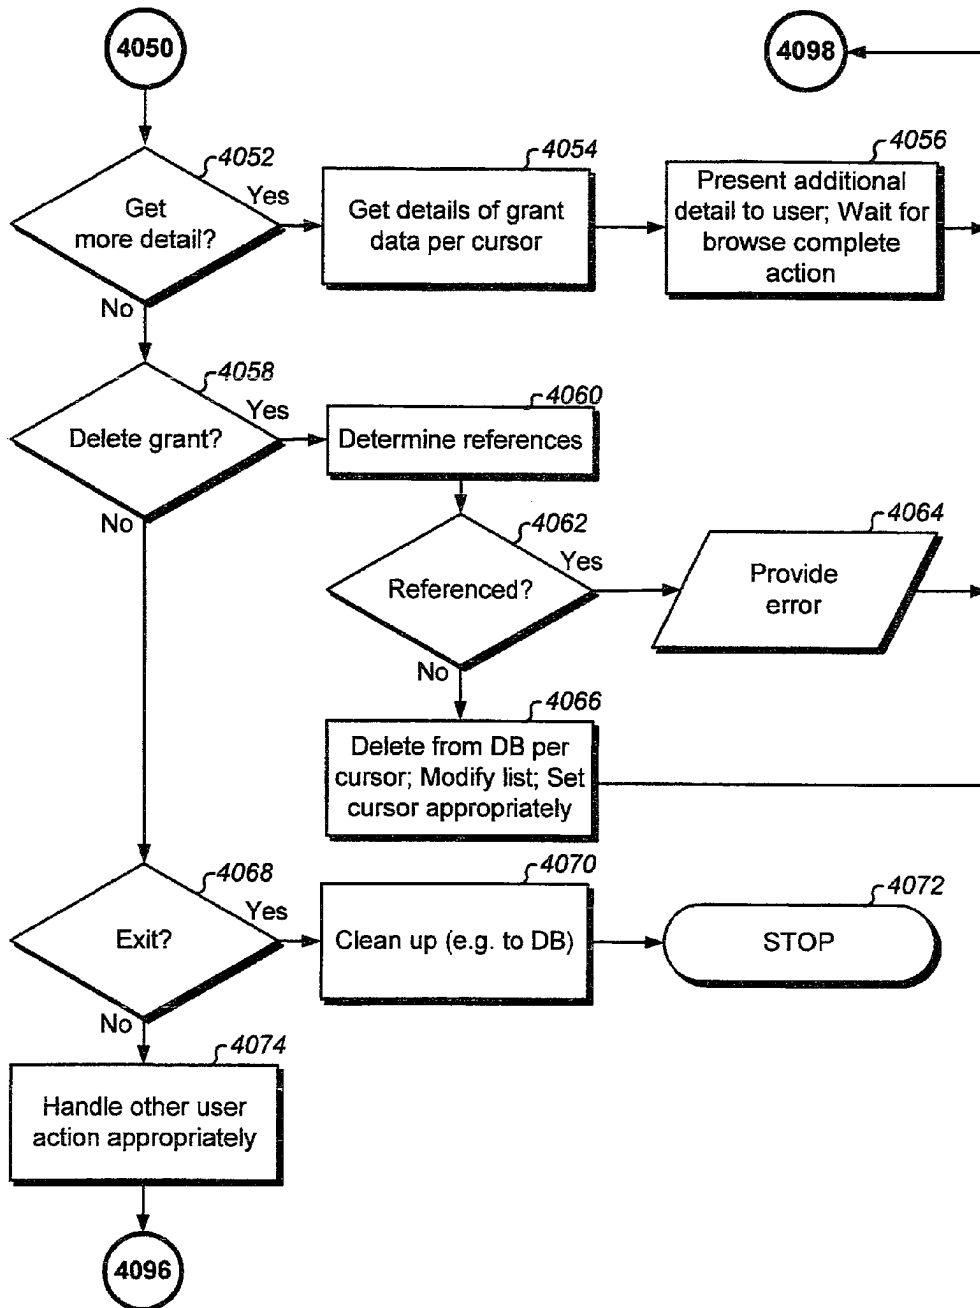 4050
4098
4052
Yes
Get
more detail?
No
4054
Get details of grant
data per cursor
4056
Present additional
detail to user; Wait for
browse complete
action
4058
Yes
Delete grant?
No
4060
Determine references
4062
Yes
Referenced?
No
4064
Provide
error
4066
Delete from DB per
cursor; Modify list; Set
cursor appropriately
4068
Yes
Exit?
No
4070
Clean up (e.g. to DB)
4072
STOP
4074
Handle other user
action appropriately
4096